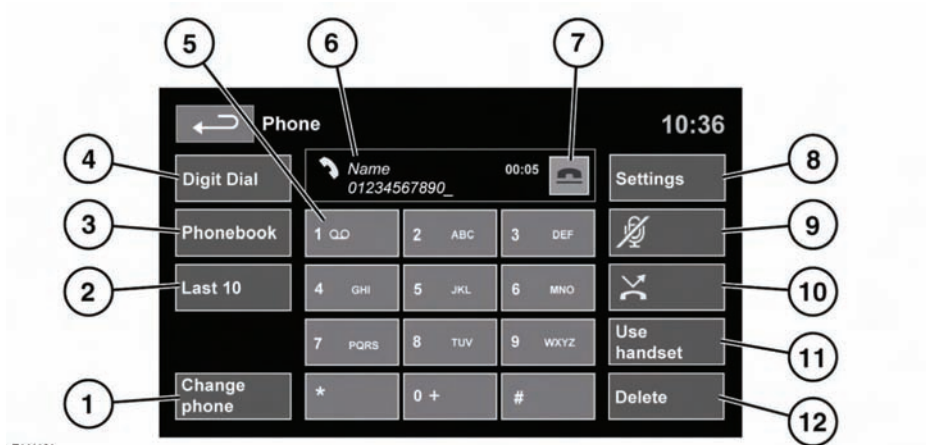 5
6
7
Phone
10:36
4
Digit Dial
Name
00:05
01234567890_
Settings
8
3
Phonebook
1
2 ABC
3 DEF
9
2
Last 10
4 GHI
5 JKL
6 MNO
10
7 PQRS
8 TUV
9 WXYZ
Use
handset
11
1
Change
phone
*
0 +
#
Delete
12